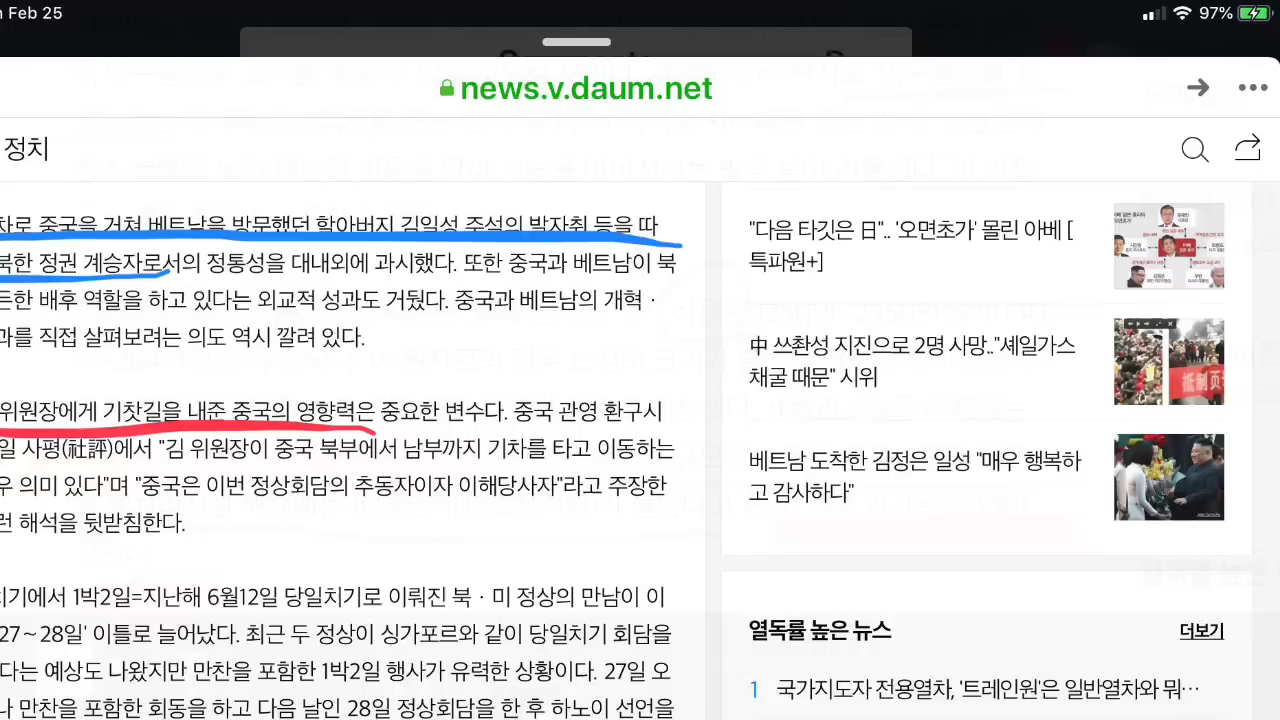 Feb 25
97%
news.v.daum.net
정치
차로 중국을 거쳐 베트남을 방문했던 할아버지 김일성 주석의 발자취 등을 따
북한 정권 계승자로서의 정통성을 대내외에 과시했다. 또한 중국과 베트남이 북
든한 배후 역할을 하고 있다는 외교적 성과도 거뒀다. 중국과 베트남의 개혁ㆍ
과를 직접 살펴보려는 의도 역시 깔려 있다.
위원장에게 기찻길을 내준 중국의 영향력은 중요한 변수다. 중국 관영 환구시
일 사평(社評)에서 "김 위원장이 중국 북부에서 남부까지 기차를 타고 이동하는
우 의미 있다"며 "중국은 이번 정상회담의 추동자이자 이해당사자"라고 주장한
런 해석을 뒷받침한다.
치기에서 1박2일=지난해 6월12일 당일치기로 이뤄진 북ㆍ미 정상의 만남이 이
27～28일' 이틀로 늘어났다. 최근 두 정상이 싱가포르와 같이 당일치기 회담을
다는 예상도 나왔지만 만찬을 포함한 1박2일 행사가 유력한 상황이다. 27일 오
나 만찬을 포함한 회동을 하고 다음 날인 28일 정상회담을 한 후 하노이 선언을
"다음 타깃은 日".. '오면초가' 몰린 아베 [
특파원+]
中 쓰촨성 지진으로 2명 사망.."셰일가스
채굴 때문" 시위
抵制页
베트남 도착한 김정은 일성 "매우 행복하
고 감사하다"
열독률 높은 뉴스
더보기
1 국가지도자 전용열차, '트레인원'은 일반열차와 뭐…